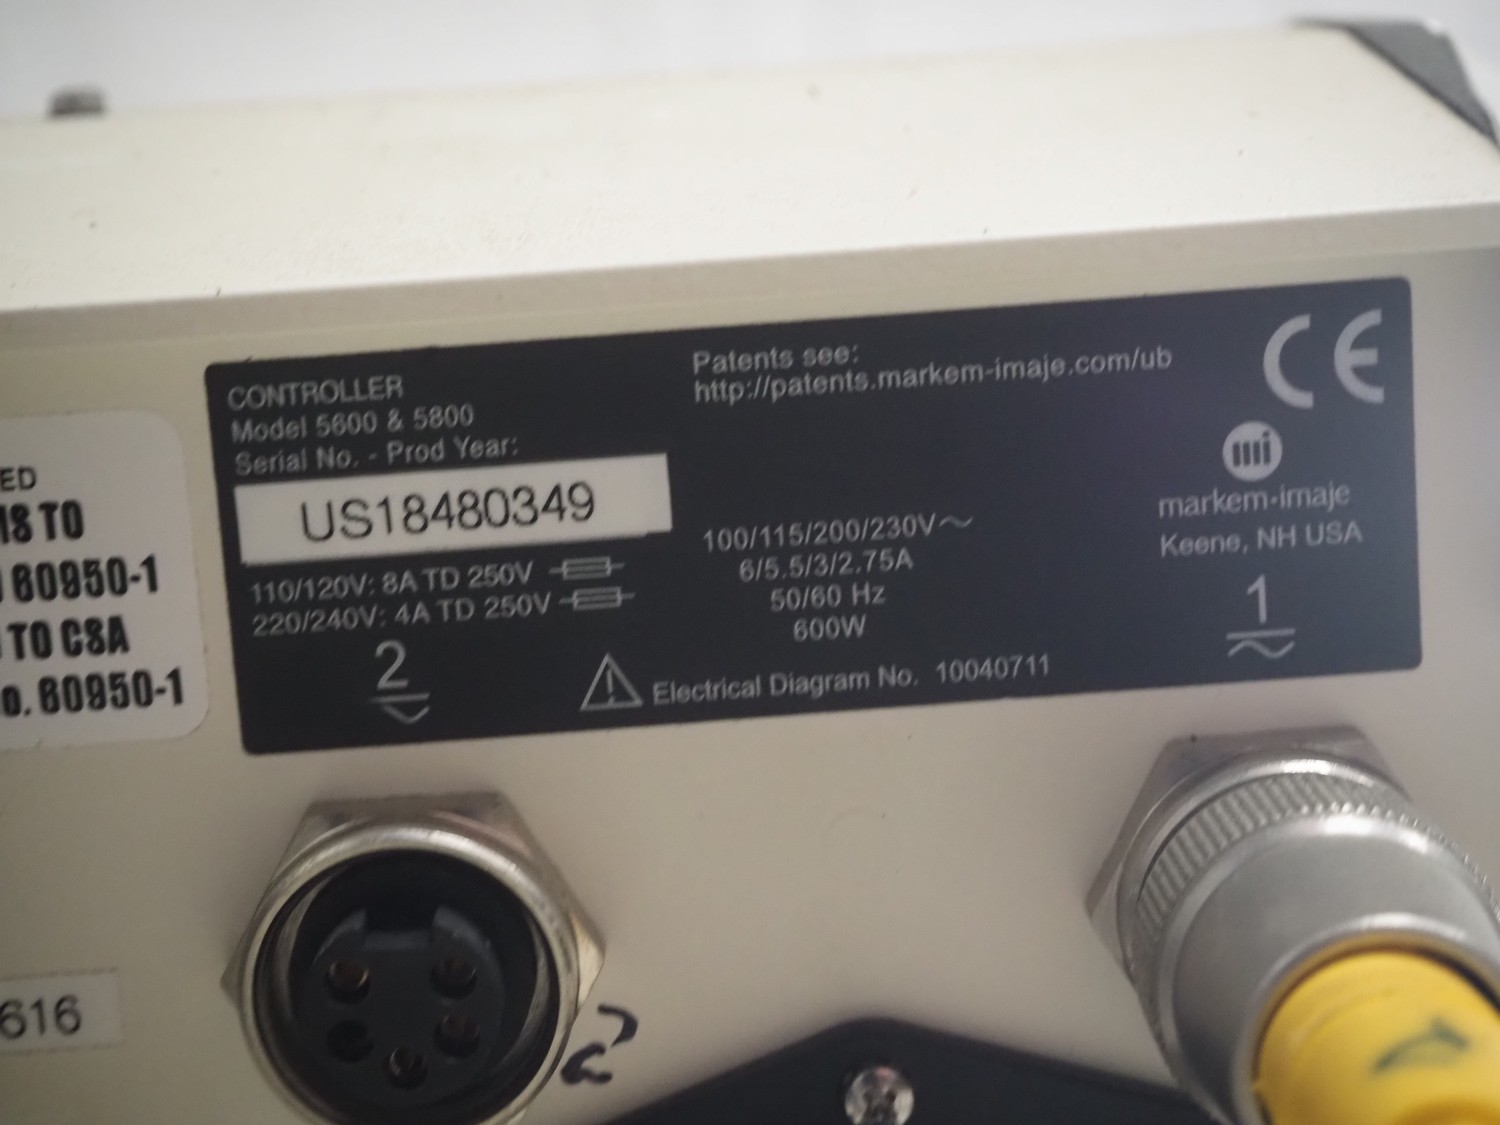 CONTROLLER
Model 5600 & 5800
Serial No. - Prod Year:
US18480349
110/120V: 8A TD 250V
220/240V: 4A TD 250V
2
Patents see:
http://patents.markem-imaje.com/ub
100/115/200/230V~
6/5.5/3/2.75A
50/60 Hz
600W
Electrical Diagram No. 10040711
CE
mi
markem-imaje
Keene, NH USA
1
ED
IS TO
60950-1
TO CSA
o. 60950-1
616
2